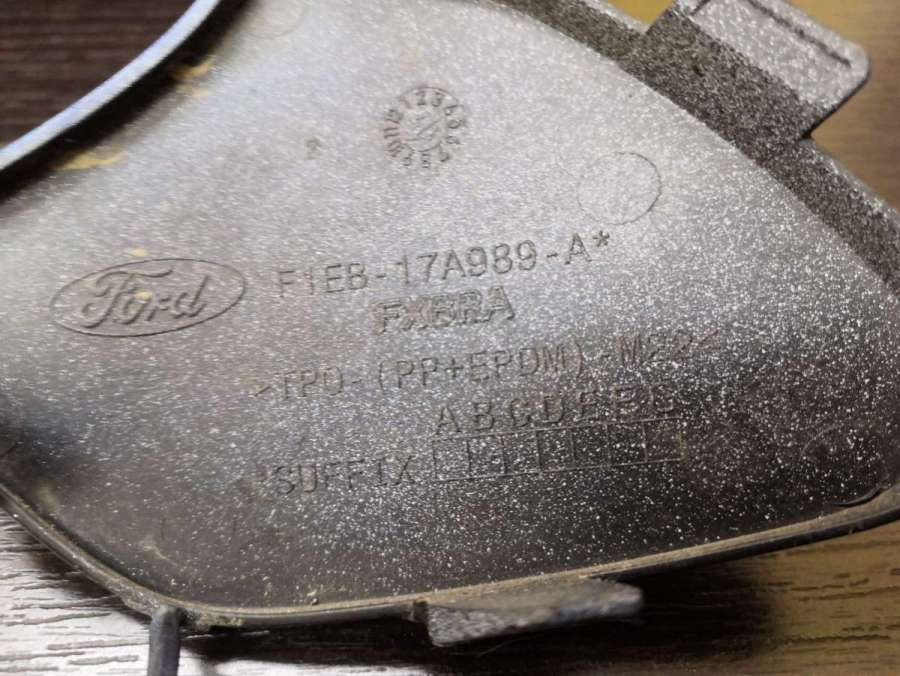 Ford
F1EB-17A989-A*
FXBRA
>TPO-(PP+EPDM)-M22<
ABCDEFG
SUFFIX